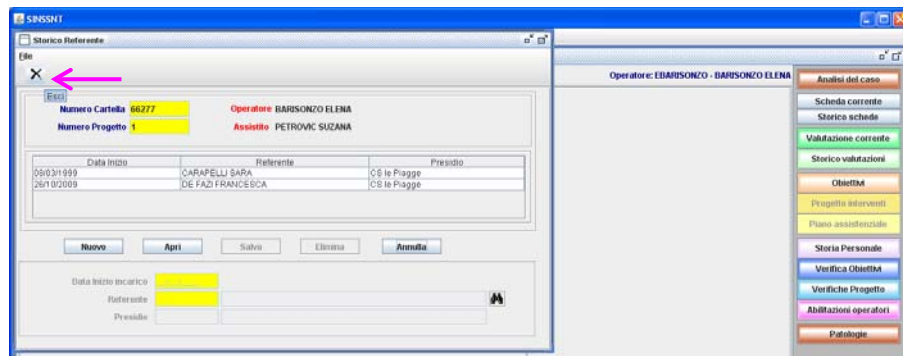 SINSSNT
Storico Referente
File
Operatore: EBARISONZO - BARISONZO ELENA
Esci
Numero Cartella 66277 Operatore BARISONZO ELENA
Numero Progetto 1 Assistito PETROVIC SUZANA
Data Inizio Referente Presidio
08/03/1999 CARAPELLI SARA CS le Piagge
26/10/2009 DE FAZI FRANCESCA CS le Piagge
Nuovo Apri Salva Elimina Annulla
Data Inizio Incarico
Referente
Presidio
Analisi del caso
Scheda corrente
Storico schede
Valutazione corrente
Storico valutazioni
Obiettivi
Progetto interventi
Piano assistenziale
Storia Personale
Verifica Obiettivi
Verifiche Progetto
Abilitazioni operatori
Patologie